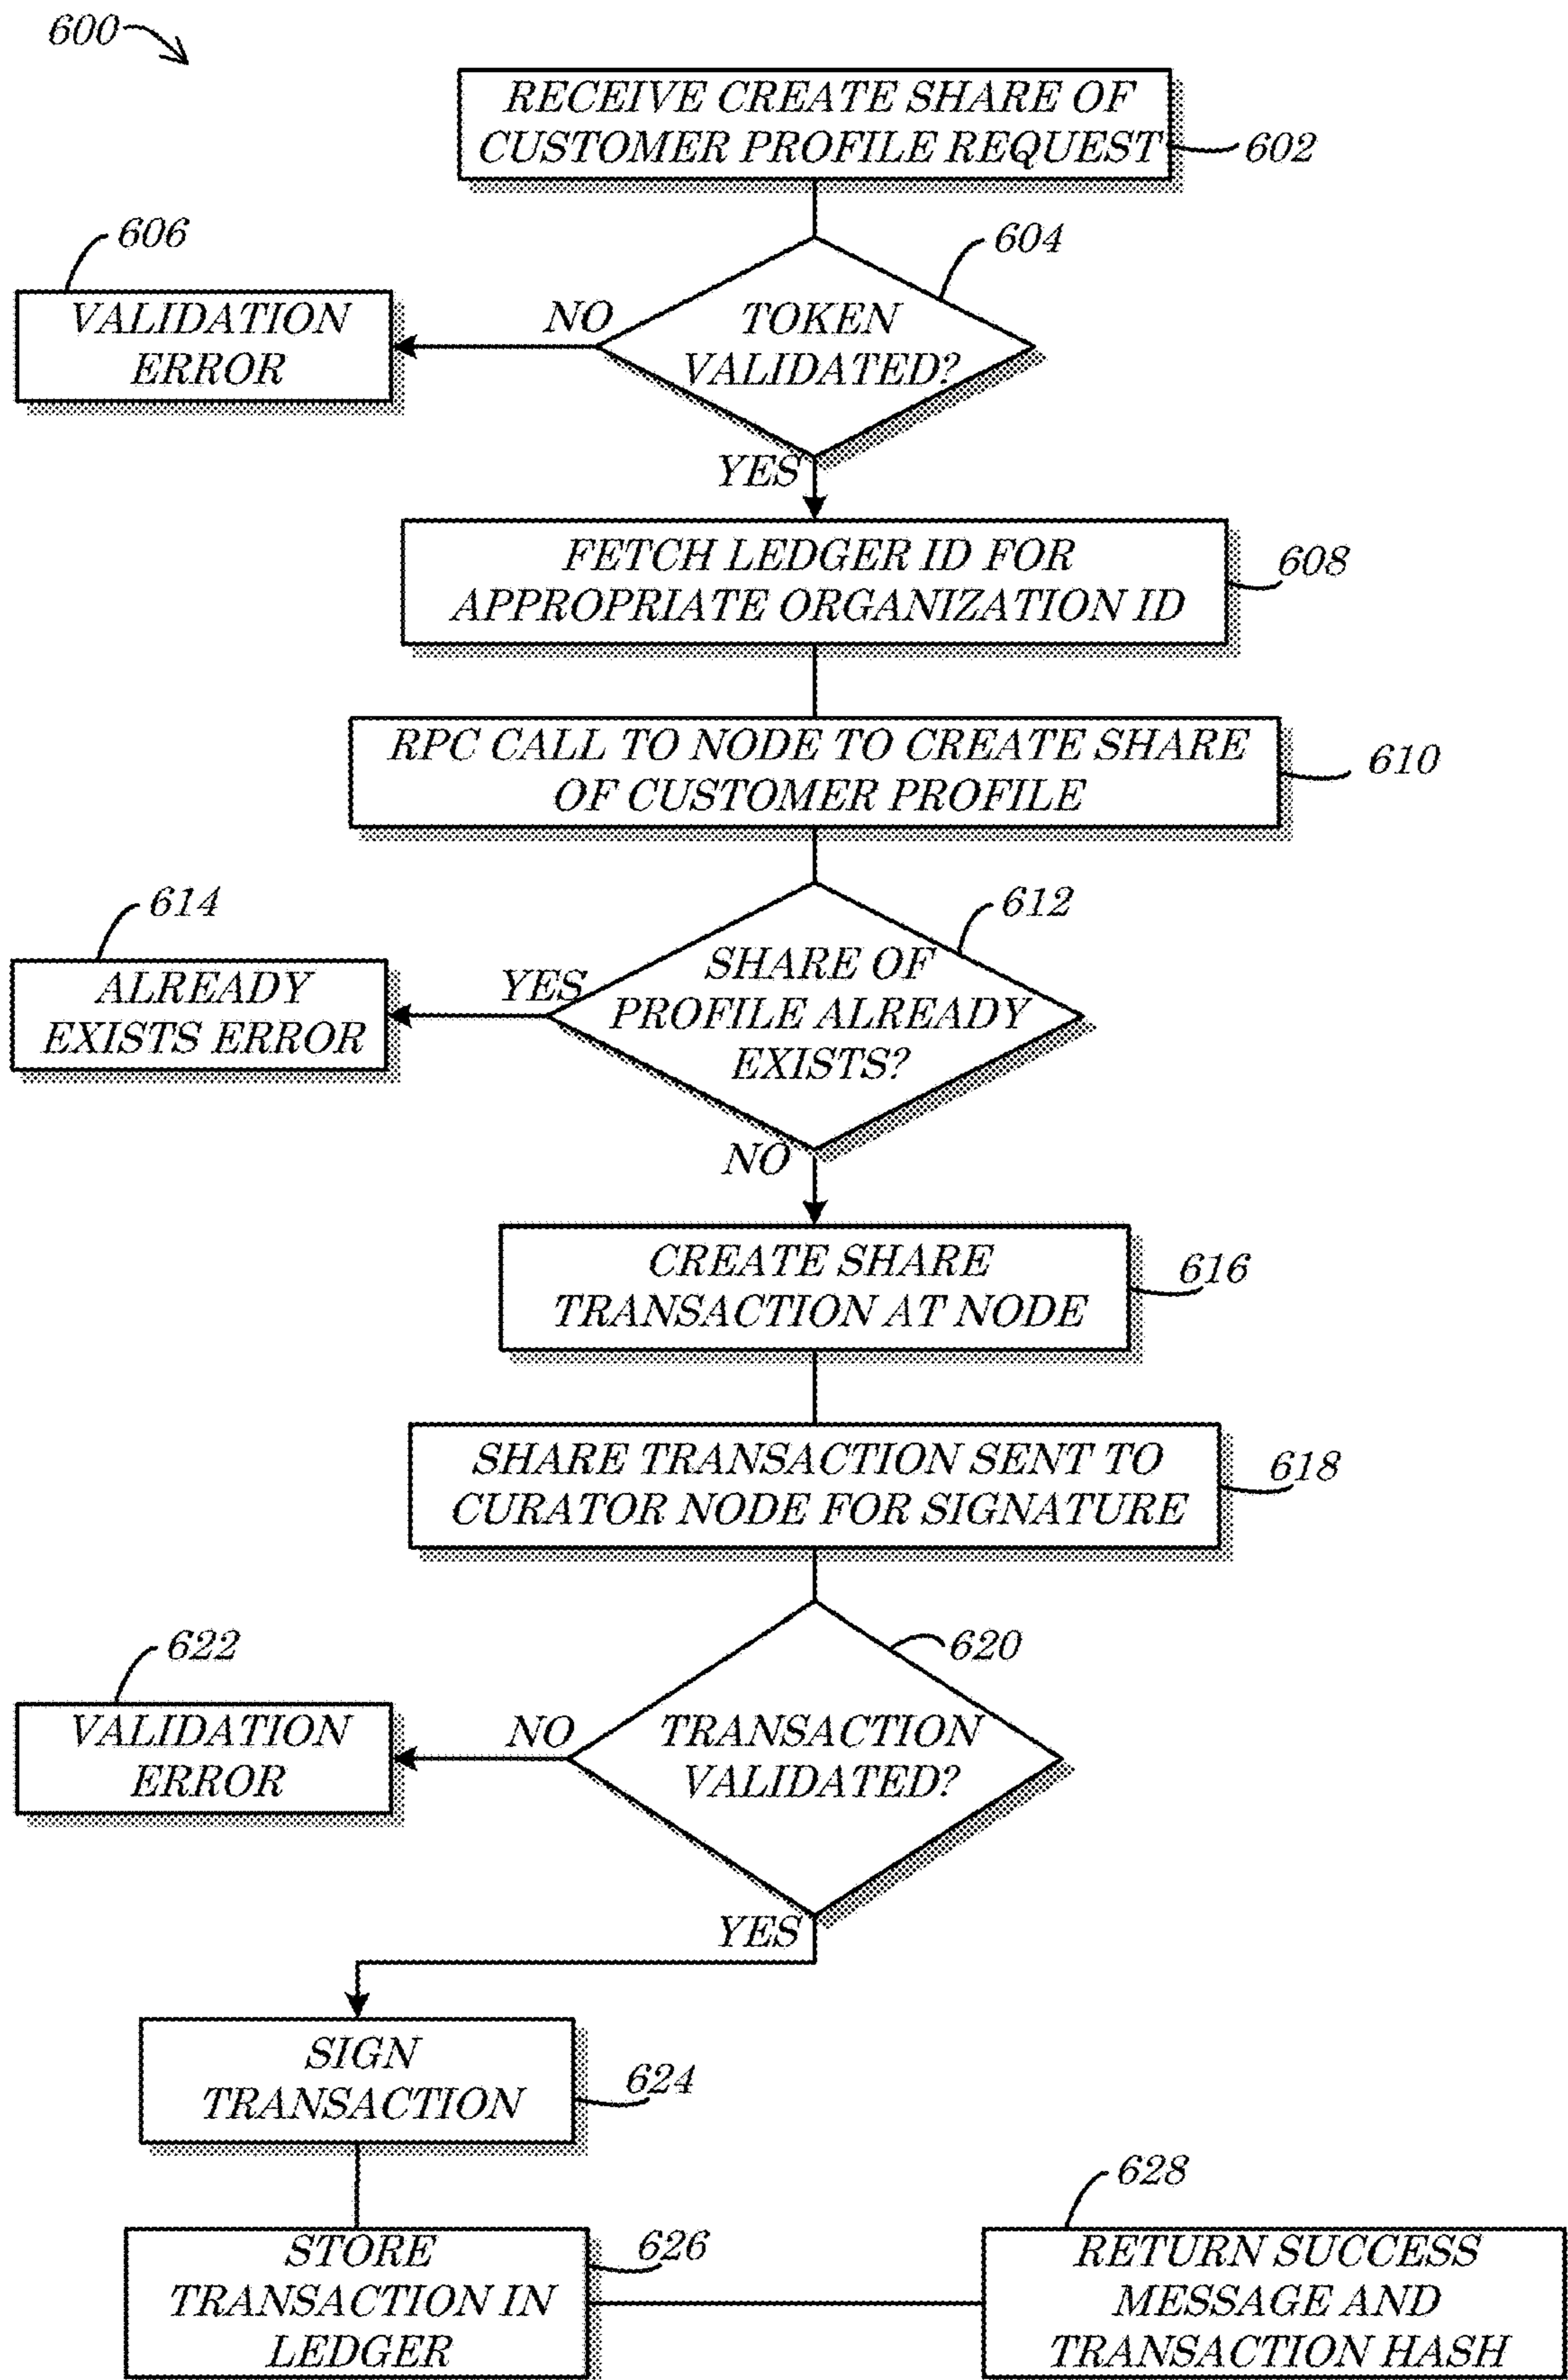 600
RECEIVE CREATE SHARE OF
CUSTOMER PROFILE REQUEST
602
606
604
VALIDATION
ERROR
NO
TOKEN
VALIDATED?
YES
FETCH LEDGER ID FOR
APPROPRIATE ORGANIZATION ID
608
RPC CALL TO NODE TO CREATE SHARE
OF CUSTOMER PROFILE
610
614
612
ALREADY
EXISTS ERROR
YES
SHARE OF
PROFILE ALREADY
EXISTS?
NO
CREATE SHARE
TRANSACTION AT NODE
616
SHARE TRANSACTION SENT TO
CURATOR NODE FOR SIGNATURE
618
622
620
VALIDATION
ERROR
NO
TRANSACTION
VALIDATED?
YES
SIGN
TRANSACTION
624
STORE
TRANSACTION IN
LEDGER
626
628
RETURN SUCCESS
MESSAGE AND
TRANSACTION HASH